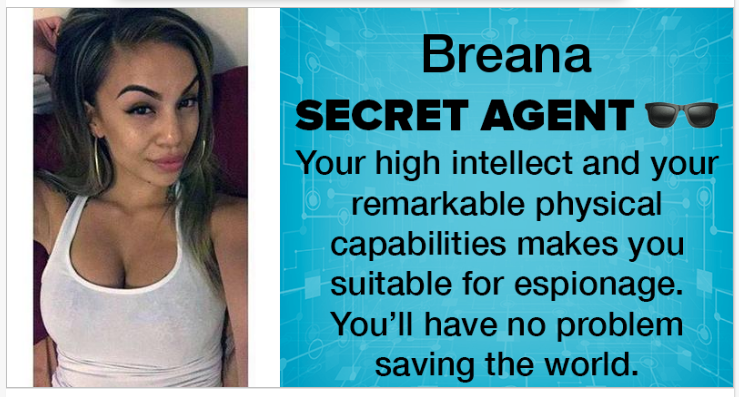 Breana
SECRET AGENT 🕶
Your high intellect and your
remarkable physical
capabilities makes you
suitable for espionage.
You’ll have no problem
saving the world.